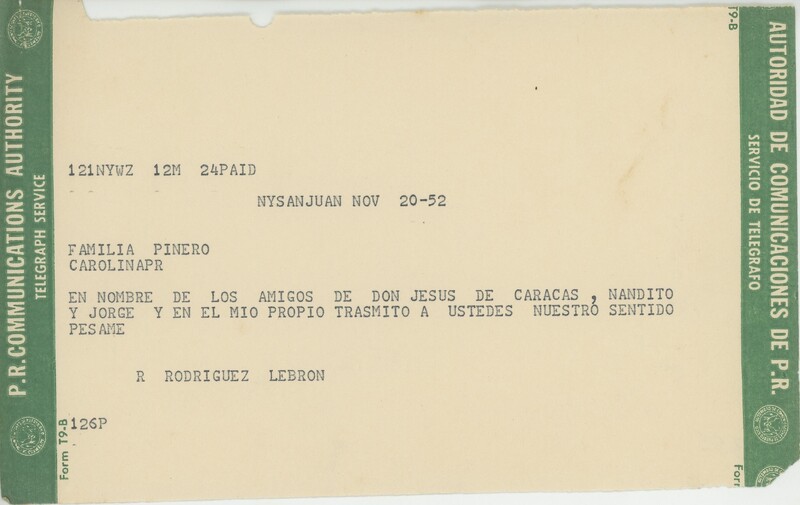 P.R. COMMUNICATIONS AUTHORITY
TELEGRAPH SERVICE
Form T9-B
121NYWZ 12M 24PAID
NYSANJUAN NOV 20-52
FAMILIA PINERO
CAROLINAPR
EN NOMBRE DE LOS AMIGOS DE DON JESUS DE CARACAS , NANDITO
Y JORGE Y EN EL MIO PROPIO TRASMITO A USTEDES NUESTRO SENTIDO
PESAME
R RODRIGUEZ LEBRON
126P
T9-B
AUTORIDAD DE COMUNICACIONES DE P.R.
SERVICIO DE TELEGRAFO
For